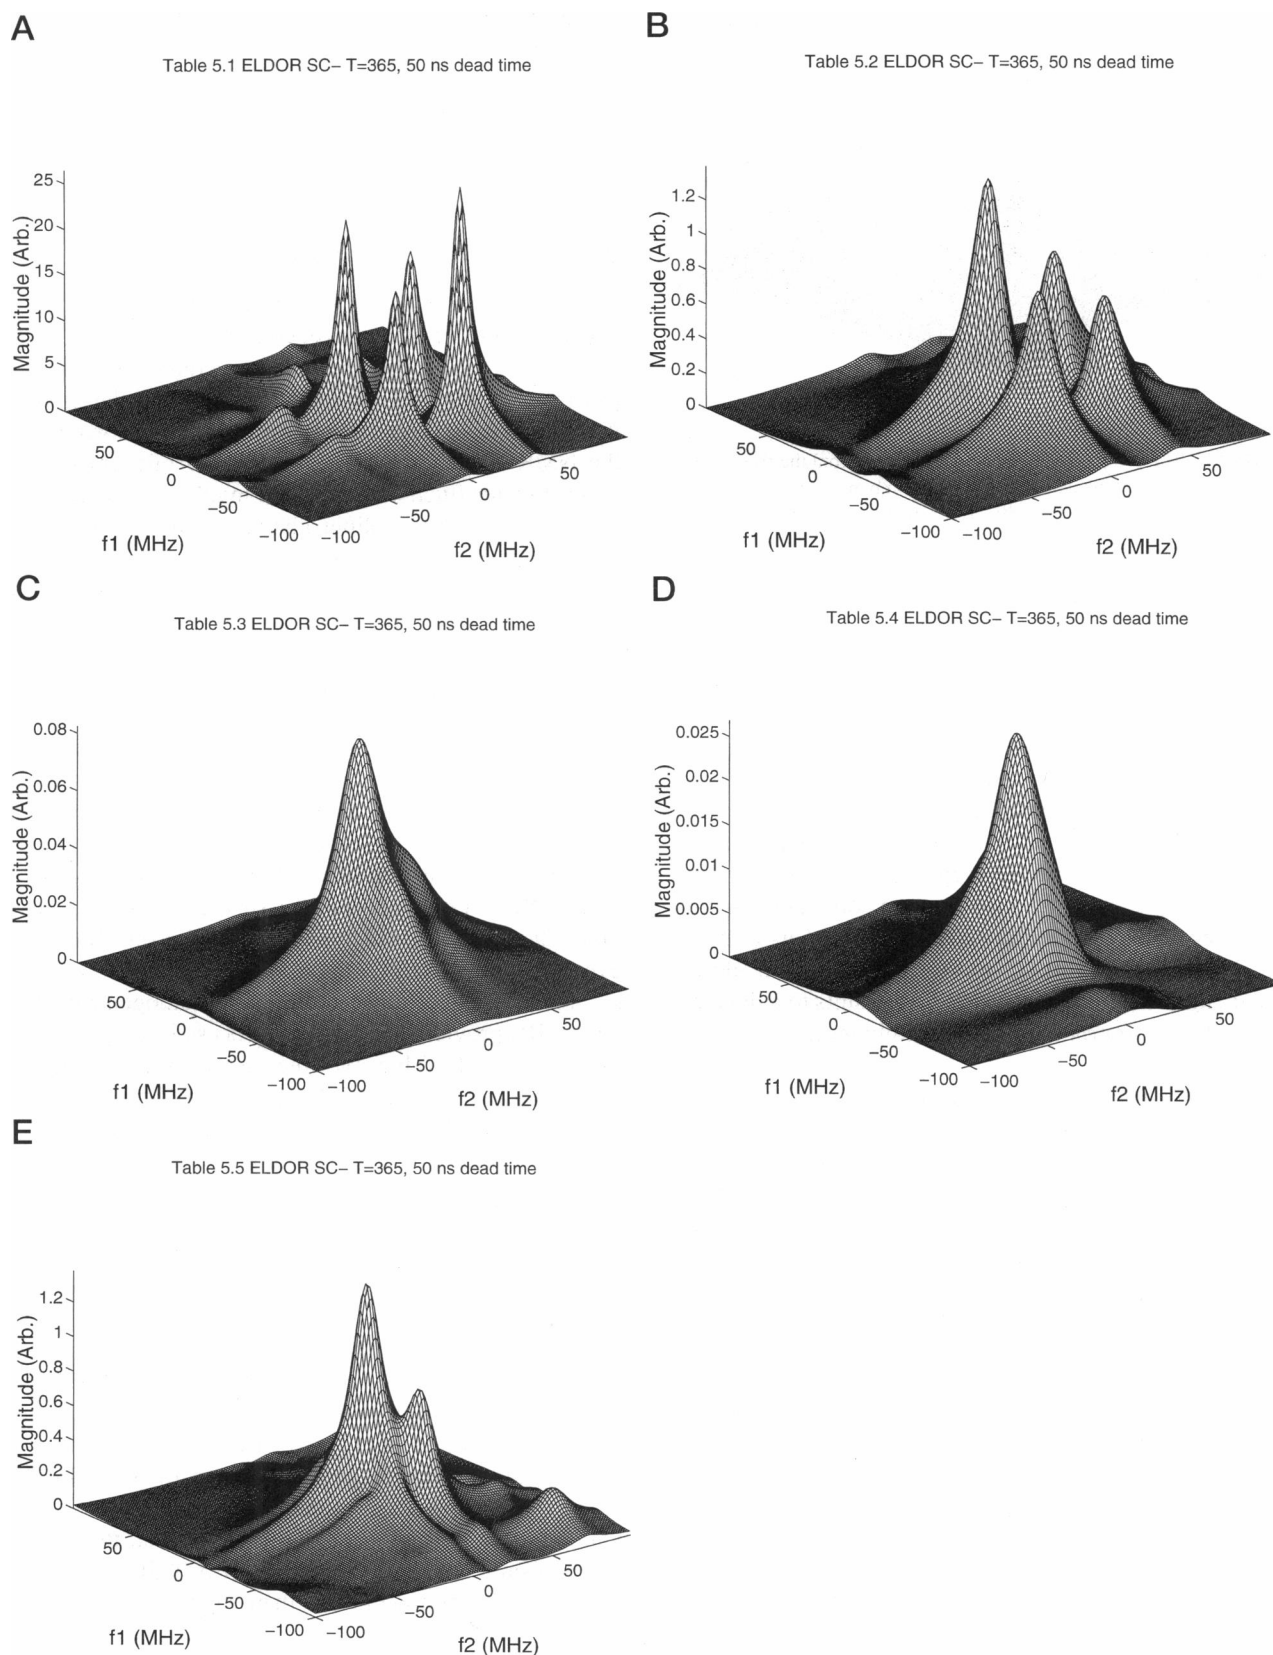 A
Table 5.1 ELDOR SC– T=365, 50 ns dead time
25
20
15
10
5
0
Magnitude (Arb.)
50
0
−50
−100
f1 (MHz)
−100
−50
0
50
f2 (MHz)
B
Table 5.2 ELDOR SC– T=365, 50 ns dead time
1.2
1
0.8
0.6
0.4
0.2
0
Magnitude (Arb.)
50
0
−50
−100
f1 (MHz)
−100
−50
0
50
f2 (MHz)
C
Table 5.3 ELDOR SC– T=365, 50 ns dead time
0.08
0.06
0.04
0.02
0
Magnitude (Arb.)
50
0
−50
−100
f1 (MHz)
−100
−50
0
50
f2 (MHz)
D
Table 5.4 ELDOR SC– T=365, 50 ns dead time
0.025
0.02
0.015
0.01
0.005
0
Magnitude (Arb.)
50
0
−50
−100
f1 (MHz)
−100
−50
0
50
f2 (MHz)
E
Table 5.5 ELDOR SC– T=365, 50 ns dead time
1.2
1
0.8
0.6
0.4
0.2
0
Magnitude (Arb.)
50
0
−50
−100
f1 (MHz)
−100
−50
0
50
f2 (MHz)